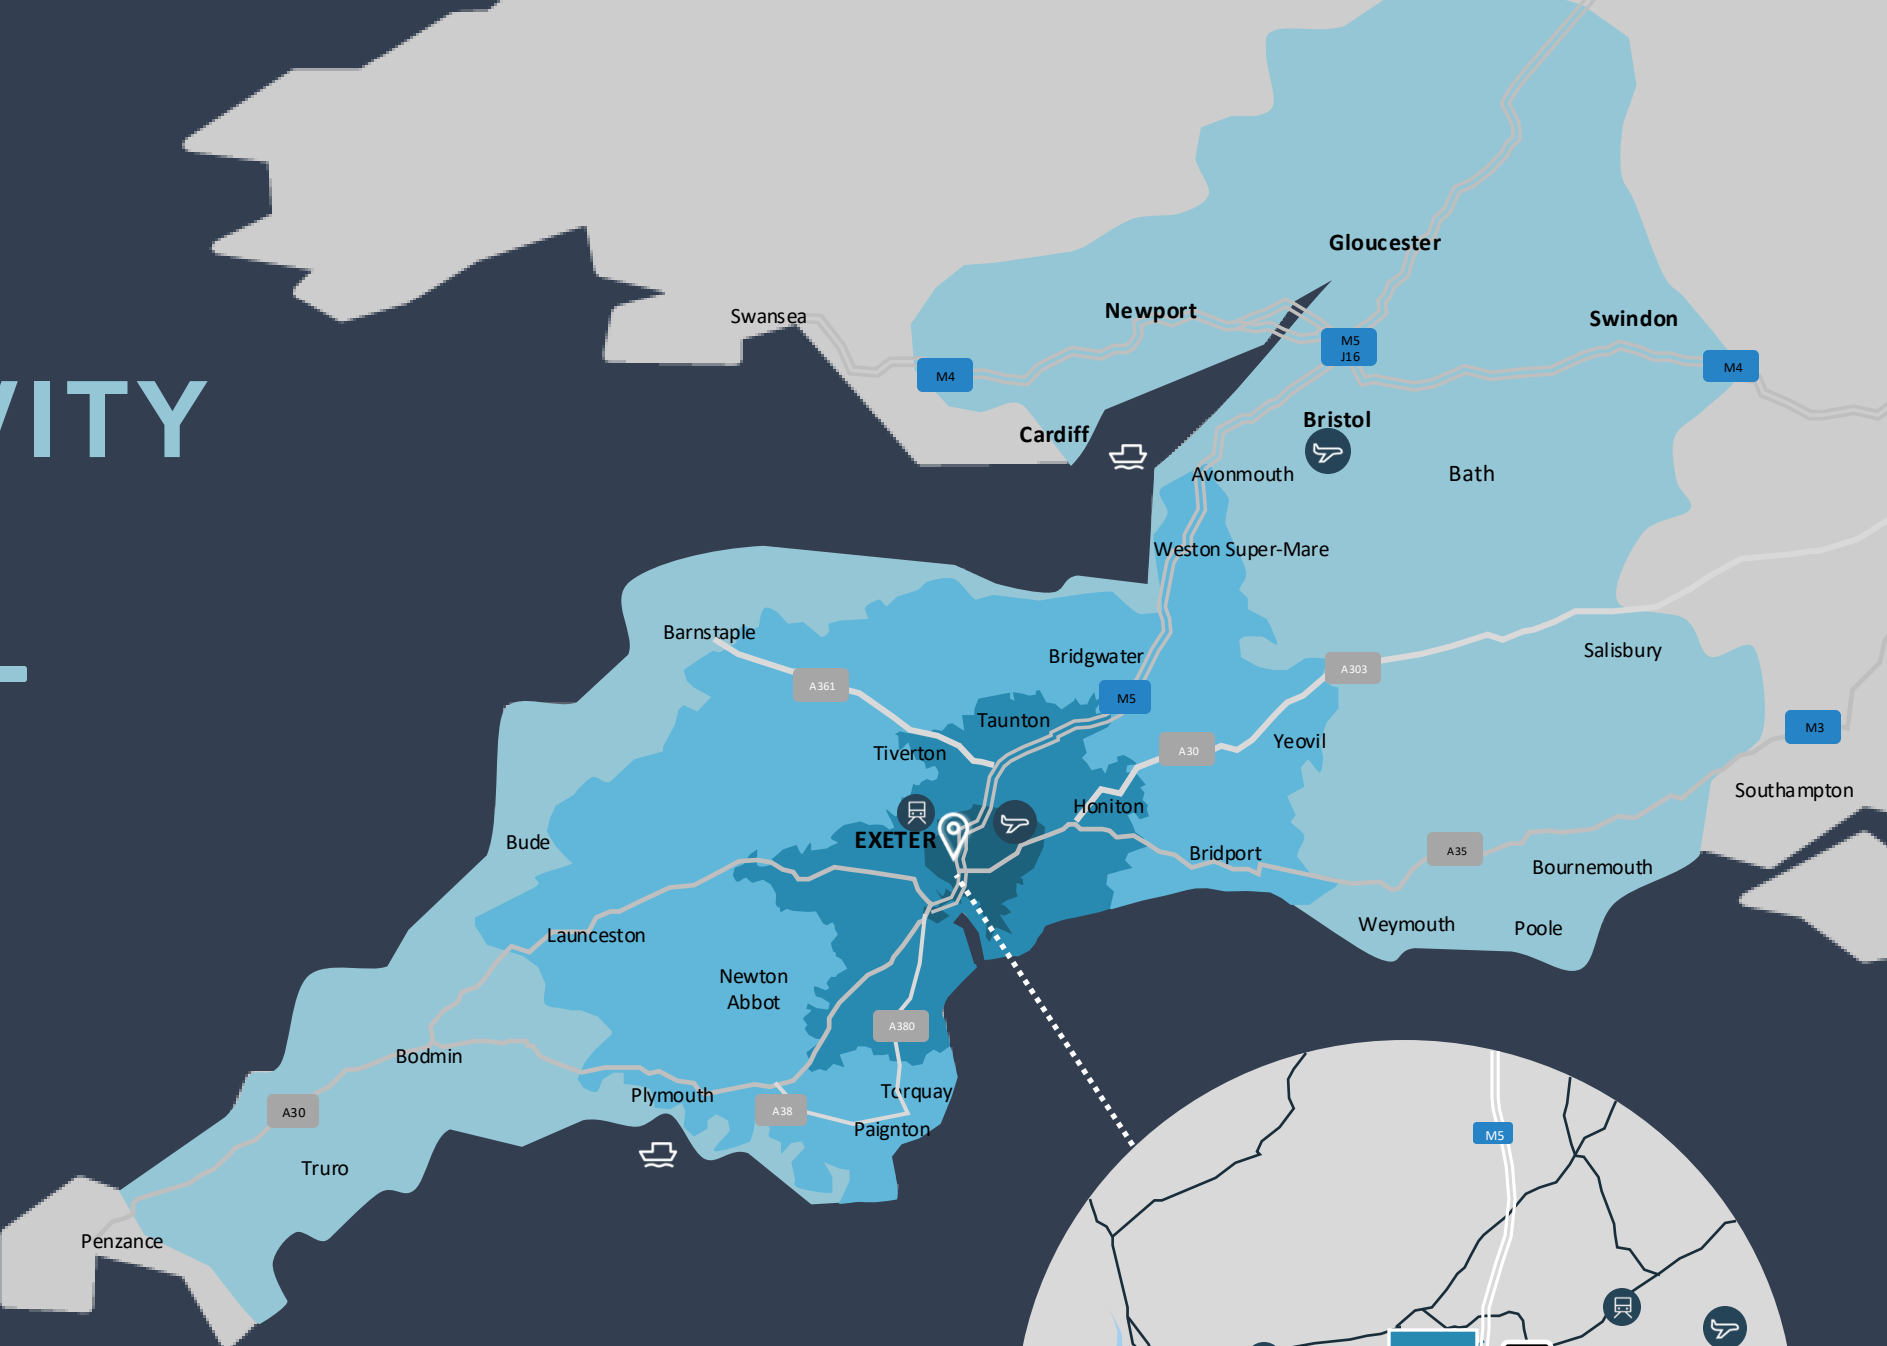 Gloucester
Newport
Swansea
Swindon
M5
J16
M4
M4
VITY
Bristol
Cardiff
Avonmouth
Bath
Weston Super-Mare
Barnstaple
Bridgwater
Salisbury
A303
A361
M5
Taunton
M3
Yeovil
A30
Tiverton
Southampton
Honiton
EXETER
Bude
Bridport
A35
Bournemouth
Weymouth
Poole
Launceston
Newton
Abbot
A380
Bodmin
Torquay
Plymouth
A38
A30
Paignton
M5
Truro
Penzance